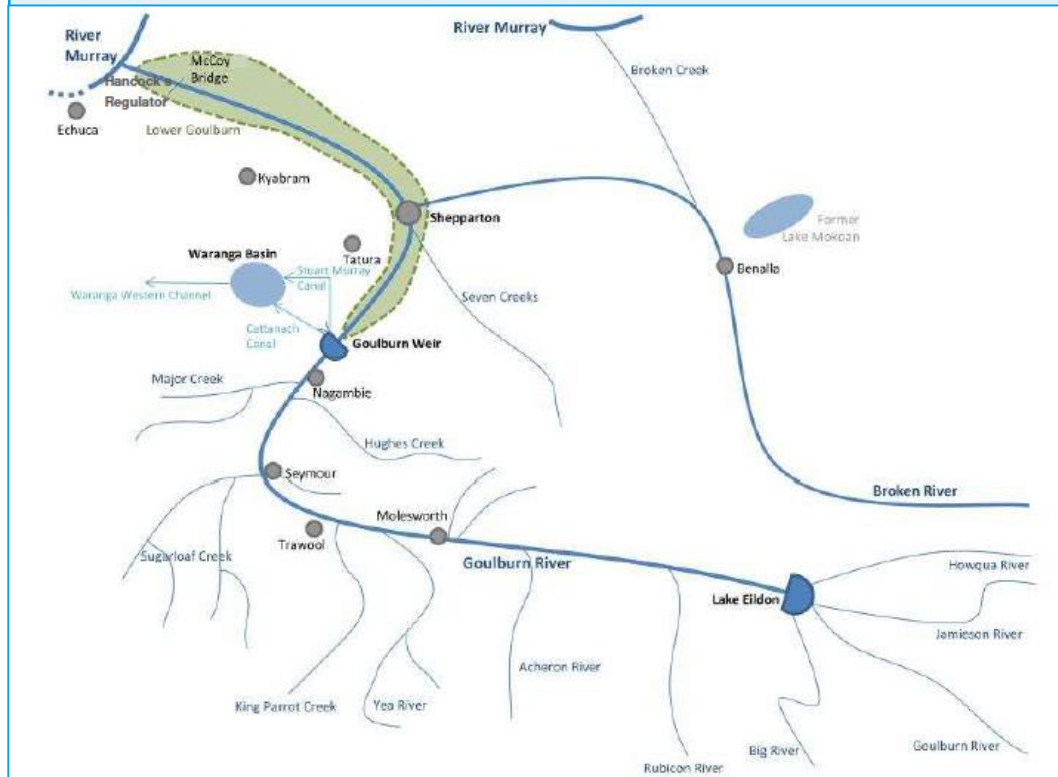 River
Murray
River Murray
McCoy
Bridge
Hancock's
Regulator
Broken Creek
Echuca
Lower Goulburn
Kyabram
Shepparton
Former
Lake Mokoan
Tatura
Waranga Basin
Benalla
Stuart Murray
Canal
Waranga Western Channel
Seven Creeks
Cattanach
Canal
Goulburn Weir
Major Creek
Nagambie
Hughes Creek
Seymour
Broken River
Molesworth
Trawool
Sugarloaf Creek
Goulburn River
Howqua River
Lake Eildon
Jamieson River
Acheron River
King Parrot Creek
Yea River
Big River
Goulburn River
Rubicon River